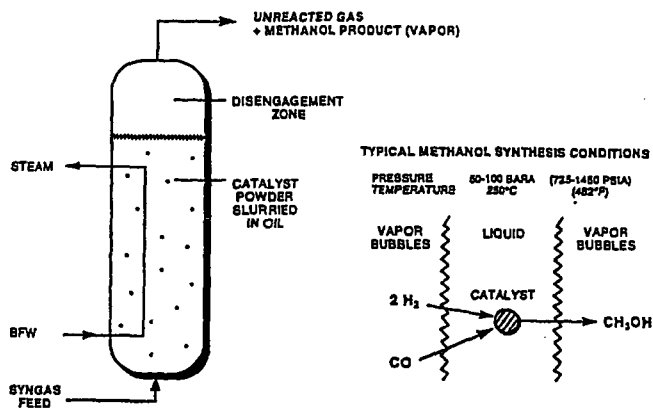 UNREACTED GAS
+ METHANOL PRODUCT (VAPOR)
DISENGAGEMENT
ZONE
STEAM
CATALYST
POWDER
SLURRIED
IN OIL
BFW
SYNGAS
FEED
TYPICAL METHANOL SYNTHESIS CONDITIONS
PRESSURE 50-100 BARA (725-1450 PSIA)
TEMPERATURE 250°C (482°F)
VAPOR BUBBLES LIQUID VAPOR BUBBLES
2 H₂ CATALYST
CH₃OH
CO